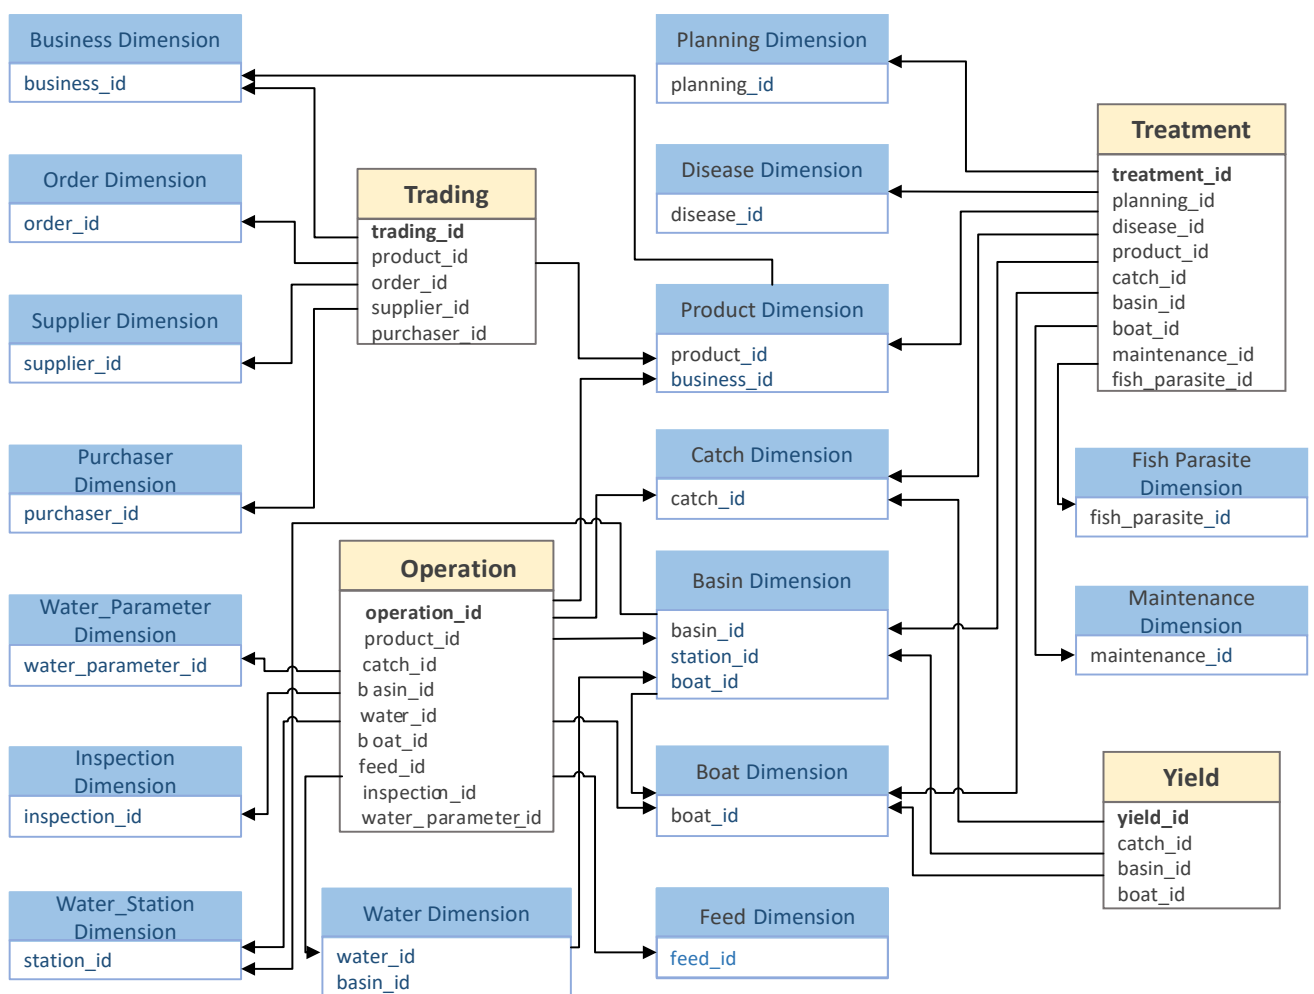 Business Dimension
business_id
Order Dimension
order_id
Supplier Dimension
supplier_id
Purchaser
Dimension
purchaser_id
Water_Parameter
Dimension
water_parameter_id
Inspection
Dimension
inspection_id
Water_Station
Dimension
station_id
Trading
trading_id
product_id
order_id
supplier_id
purchaser_id
Operation
operation_id
product_id
catch_id
basin_id
water_id
boat_id
feed_id
inspection_id
water_parameter_id
Water Dimension
water_id
basin_id
Planning Dimension
planning_id
Disease Dimension
disease_id
Product Dimension
product_id
business_id
Catch Dimension
catch_id
Basin Dimension
basin_id
station_id
boat_id
Boat Dimension
boat_id
Feed Dimension
feed_id
Treatment
treatment_id
planning_id
disease_id
product_id
catch_id
basin_id
boat_id
maintenance_id
fish_parasite_id
Fish Parasite
Dimension
fish_parasite_id
Maintenance
Dimension
maintenance_id
Yield
yield_id
catch_id
basin_id
boat_id